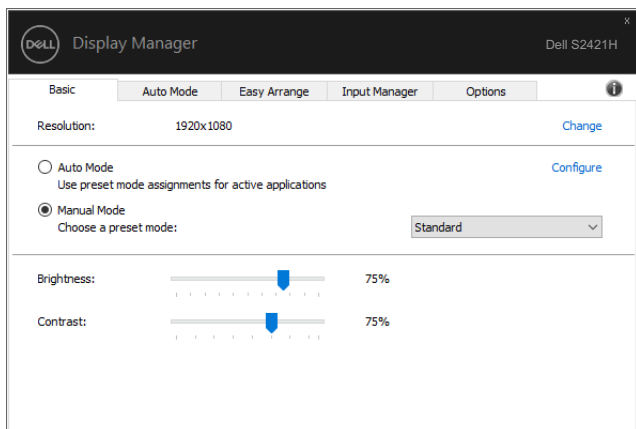 x
DELL Display Manager Dell S2421H
Basic Auto Mode Easy Arrange Input Manager Options i
Resolution: 1920x1080 Change
Auto Mode Configure
Use preset mode assignments for active applications
Manual Mode
Choose a preset mode: Standard
Brightness: 75%
Contrast: 75%